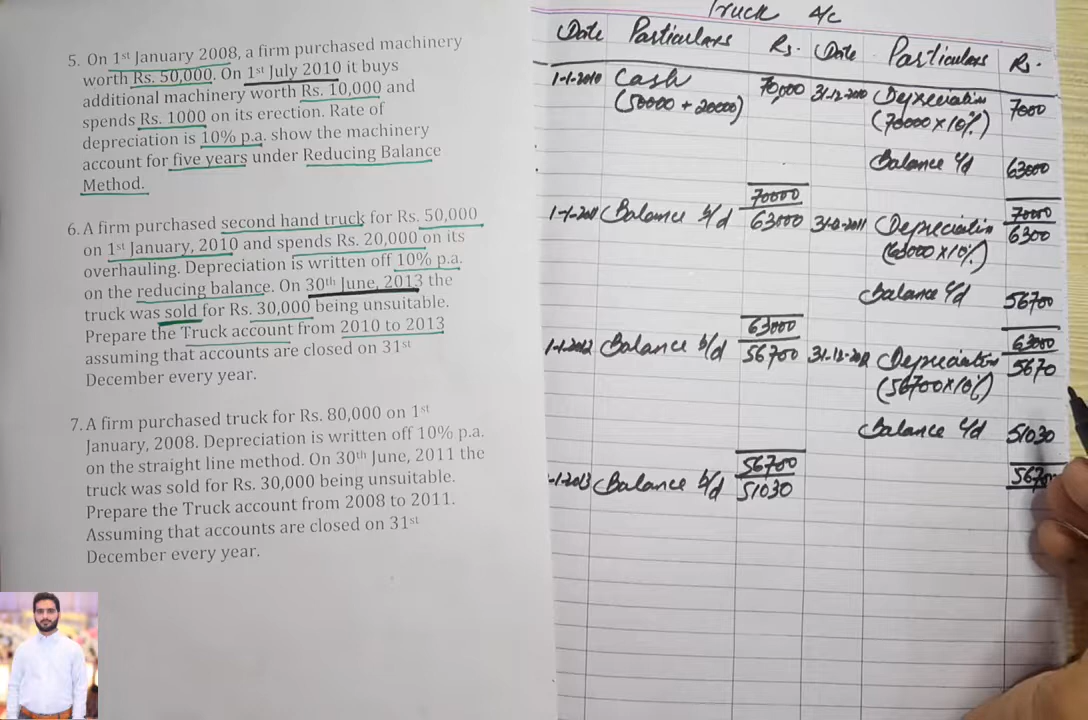 5. On 1st January 2008, a firm purchased machinery
worth Rs. 50,000. On 1st July 2010 it buys
additional machinery worth Rs. 10,000 and
spends Rs. 1000 on its erection. Rate of
depreciation is 10% p.a. show the machinery
account for five years under Reducing Balance
Method.
6. A firm purchased second hand truck for Rs. 50,000
on 1st January, 2010 and spends Rs. 20,000 on its
overhauling. Depreciation is written off 10% p.a.
on the reducing balance. On 30th June, 2013 the
truck was sold for Rs. 30,000 being unsuitable.
Prepare the Truck account from 2010 to 2013
assuming that accounts are closed on 31st
December every year.
7. A firm purchased truck for Rs. 80,000 on 1st
January, 2008. Depreciation is written off 10% p.a.
on the straight line method. On 30th June, 2011 the
truck was sold for Rs. 30,000 being unsuitable.
Prepare the Truck account from 2008 to 2011.
Assuming that accounts are closed on 31st
December every year.
Truck A/c
Date Particulars Rs. Date Particulars Rs.
1-1-2010 Cash 70,000 31-12-2010 Depreciation 7000
(50000 + 20000) (70000 x 10%)
Balance c/d 63000
70000 70000
1-1-2011 Balance b/d 63000 31-12-2011 Depreciation 6300
(63000 x 10%)
Balance c/d 56700
63000 63000
1-1-2012 Balance b/d 56700 31-12-2012 Depreciation 5670
(56700 x 10%)
Balance c/d 51030
56700 56700
1-1-2013 Balance b/d 51030